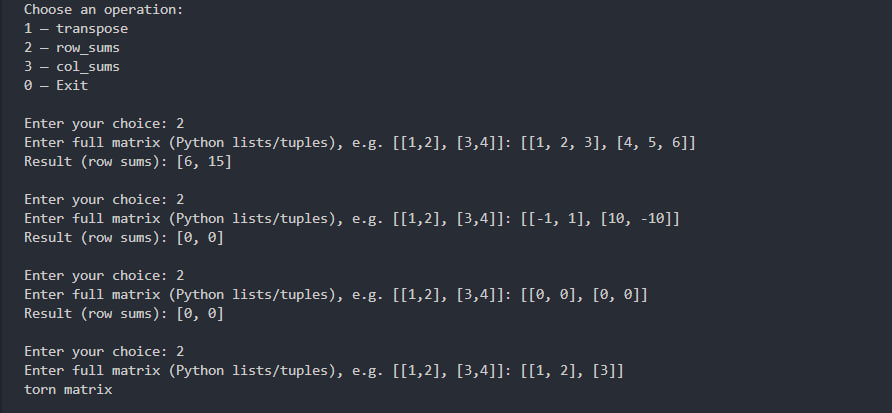 Choose an operation:
1 — transpose
2 — row_sums
3 — col_sums
0 — Exit
Enter your choice: 2
Enter full matrix (Python lists/tuples), e.g. [[1,2], [3,4]]: [[1, 2, 3], [4, 5, 6]]
Result (row sums): [6, 15]
Enter your choice: 2
Enter full matrix (Python lists/tuples), e.g. [[1,2], [3,4]]: [[-1, 1], [10, -10]]
Result (row sums): [0, 0]
Enter your choice: 2
Enter full matrix (Python lists/tuples), e.g. [[1,2], [3,4]]: [[0, 0], [0, 0]]
Result (row sums): [0, 0]
Enter your choice: 2
Enter full matrix (Python lists/tuples), e.g. [[1,2], [3,4]]: [[1, 2], [3]]
torn matrix